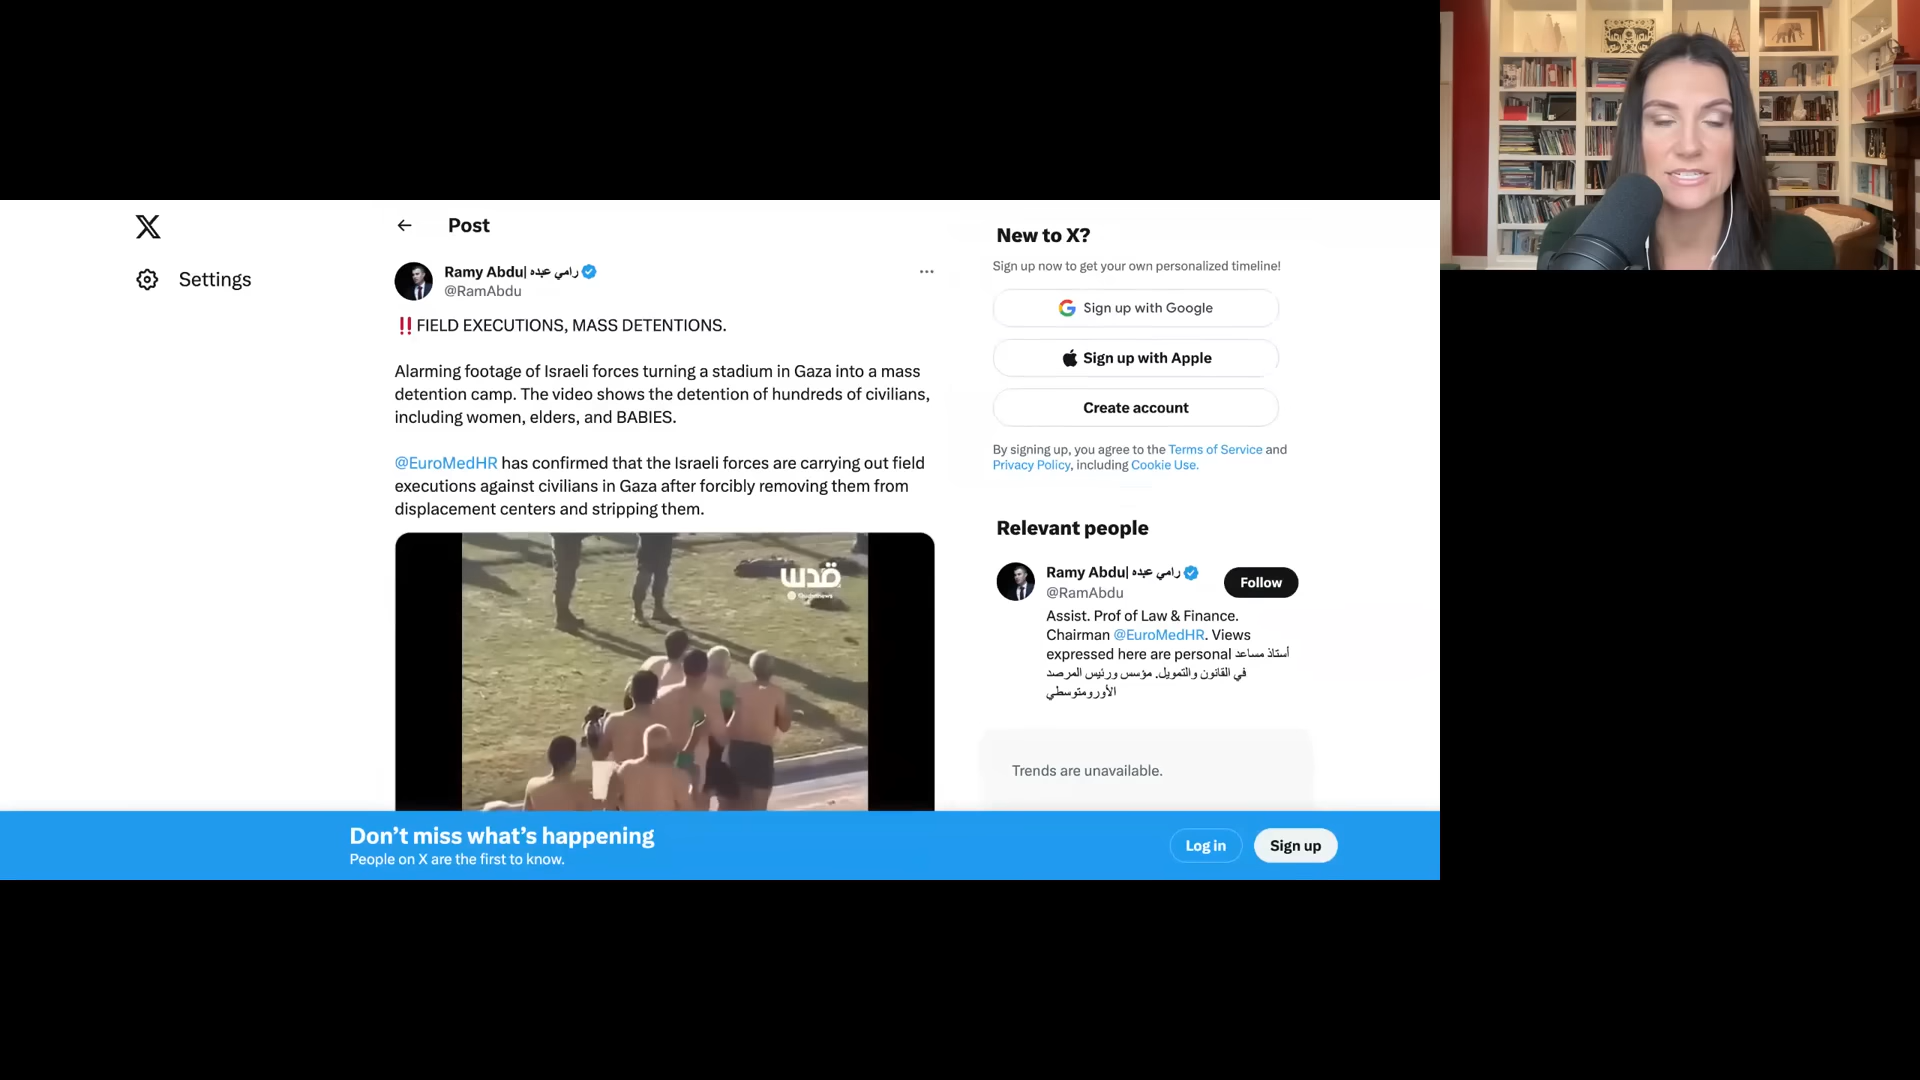 Settings
Post
Ramy Abdu| رامي عبده
@RamAbdu
‼️FIELD EXECUTIONS, MASS DETENTIONS.
Alarming footage of Israeli forces turning a stadium in Gaza into a mass
detention camp. The video shows the detention of hundreds of civilians,
including women, elders, and BABIES.
@EuroMedHR has confirmed that the Israeli forces are carrying out field
executions against civilians in Gaza after forcibly removing them from
displacement centers and stripping them.
قدس
New to X?
Sign up now to get your own personalized timeline!
Sign up with Google
Sign up with Apple
Create account
By signing up, you agree to the Terms of Service and
Privacy Policy, including Cookie Use.
Relevant people
Ramy Abdu| رامي عبده
@RamAbdu
Follow
Assist. Prof of Law & Finance.
Chairman @EuroMedHR. Views
expressed here are personal أستاذ مساعد
في القانون والتمويل. مؤسس ورئيس المرصد
الأورومتوسطي
Trends are unavailable.
Don’t miss what’s happening
People on X are the first to know.
Log in
Sign up